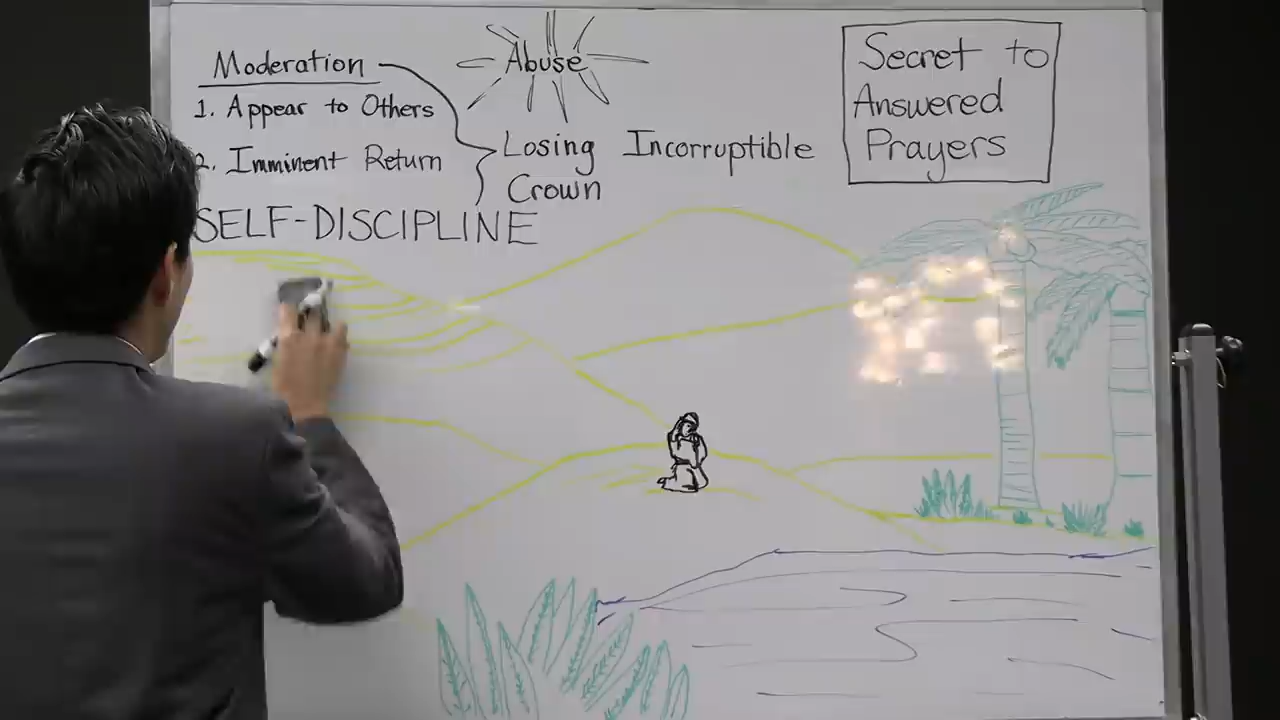 Moderation
1. Appear to Others
2. Imminent Return
SELF-DISCIPLINE
Abuse
Losing Incorruptible
Crown
Secret to
Answered
Prayers